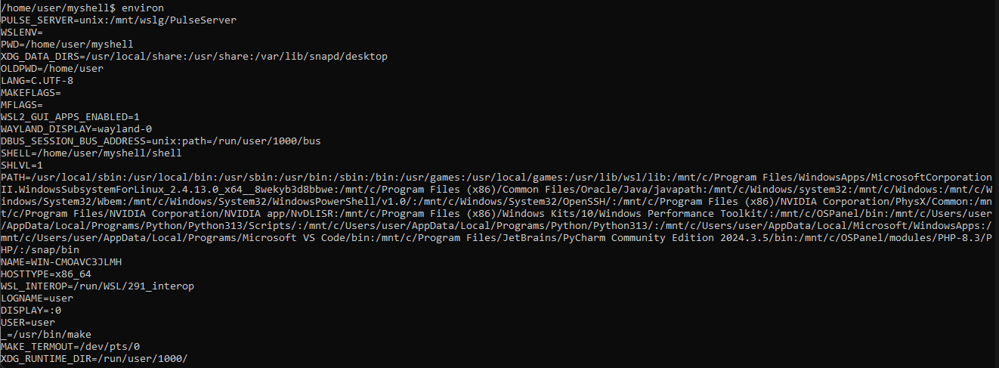 /home/user/myshell$ environ
PULSE_SERVER=unix:/mnt/wslg/PulseServer
WSLENV=
PWD=/home/user/myshell
XDG_DATA_DIRS=/usr/local/share:/usr/share:/var/lib/snapd/desktop
OLDPWD=/home/user
LANG=C.UTF-8
MAKEFLAGS=
MFLAGS=
WSL2_GUI_APPS_ENABLED=1
WAYLAND_DISPLAY=wayland-0
DBUS_SESSION_BUS_ADDRESS=unix:path=/run/user/1000/bus
SHELL=/home/user/myshell/shell
SHLVL=1
PATH=/usr/local/sbin:/usr/local/bin:/usr/sbin:/usr/bin:/sbin:/bin:/usr/games:/usr/local/games:/usr/lib/wsl/lib:/mnt/c/Program Files/WindowsApps/MicrosoftCorporation
II.WindowsSubsystemForLinux_2.4.13.0_x64__8wekyb3d8bbwe:/mnt/c/Program Files (x86)/Common Files/Oracle/Java/javapath:/mnt/c/Windows/system32:/mnt/c/Windows:/mnt/c/W
indows/System32/Wbem:/mnt/c/Windows/System32/WindowsPowerShell/v1.0/:/mnt/c/Windows/System32/OpenSSH/:/mnt/c/Program Files (x86)/NVIDIA Corporation/PhysX/Common:/mn
t/c/Program Files/NVIDIA Corporation/NVIDIA app/NvDLISR:/mnt/c/Program Files (x86)/Windows Kits/10/Windows Performance Toolkit/:/mnt/c/OSPanel/bin:/mnt/c/Users/user
/AppData/Local/Programs/Python/Python313/Scripts/:/mnt/c/Users/user/AppData/Local/Programs/Python/Python313/:/mnt/c/Users/user/AppData/Local/Microsoft/WindowsApps:/
mnt/c/Users/user/AppData/Local/Programs/Microsoft VS Code/bin:/mnt/c/Program Files/JetBrains/PyCharm Community Edition 2024.3.5/bin:/mnt/c/OSPanel/modules/PHP-8.3/P
HP/:/snap/bin
NAME=WIN-CMOAVC3JLMH
HOSTTYPE=x86_64
WSL_INTEROP=/run/WSL/291_interop
LOGNAME=user
DISPLAY=:0
USER=user
_=/usr/bin/make
MAKE_TERMOUT=/dev/pts/0
XDG_RUNTIME_DIR=/run/user/1000/